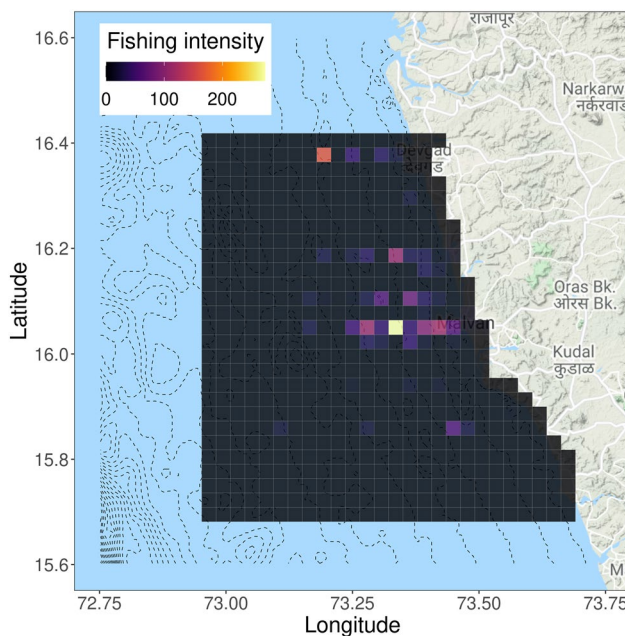 राजापूर
Fishing intensity
0 100 200
16.6
Narkarw
नर्करवाड
16.4
Devgad
देवगड
16.2
Latitude
Oras Bk.
ओरस Bk.
Malvan
16.0
Kudal
कुडाळ
15.8
15.6
M
72.75 73.00 73.25 73.50 73.75
Longitude